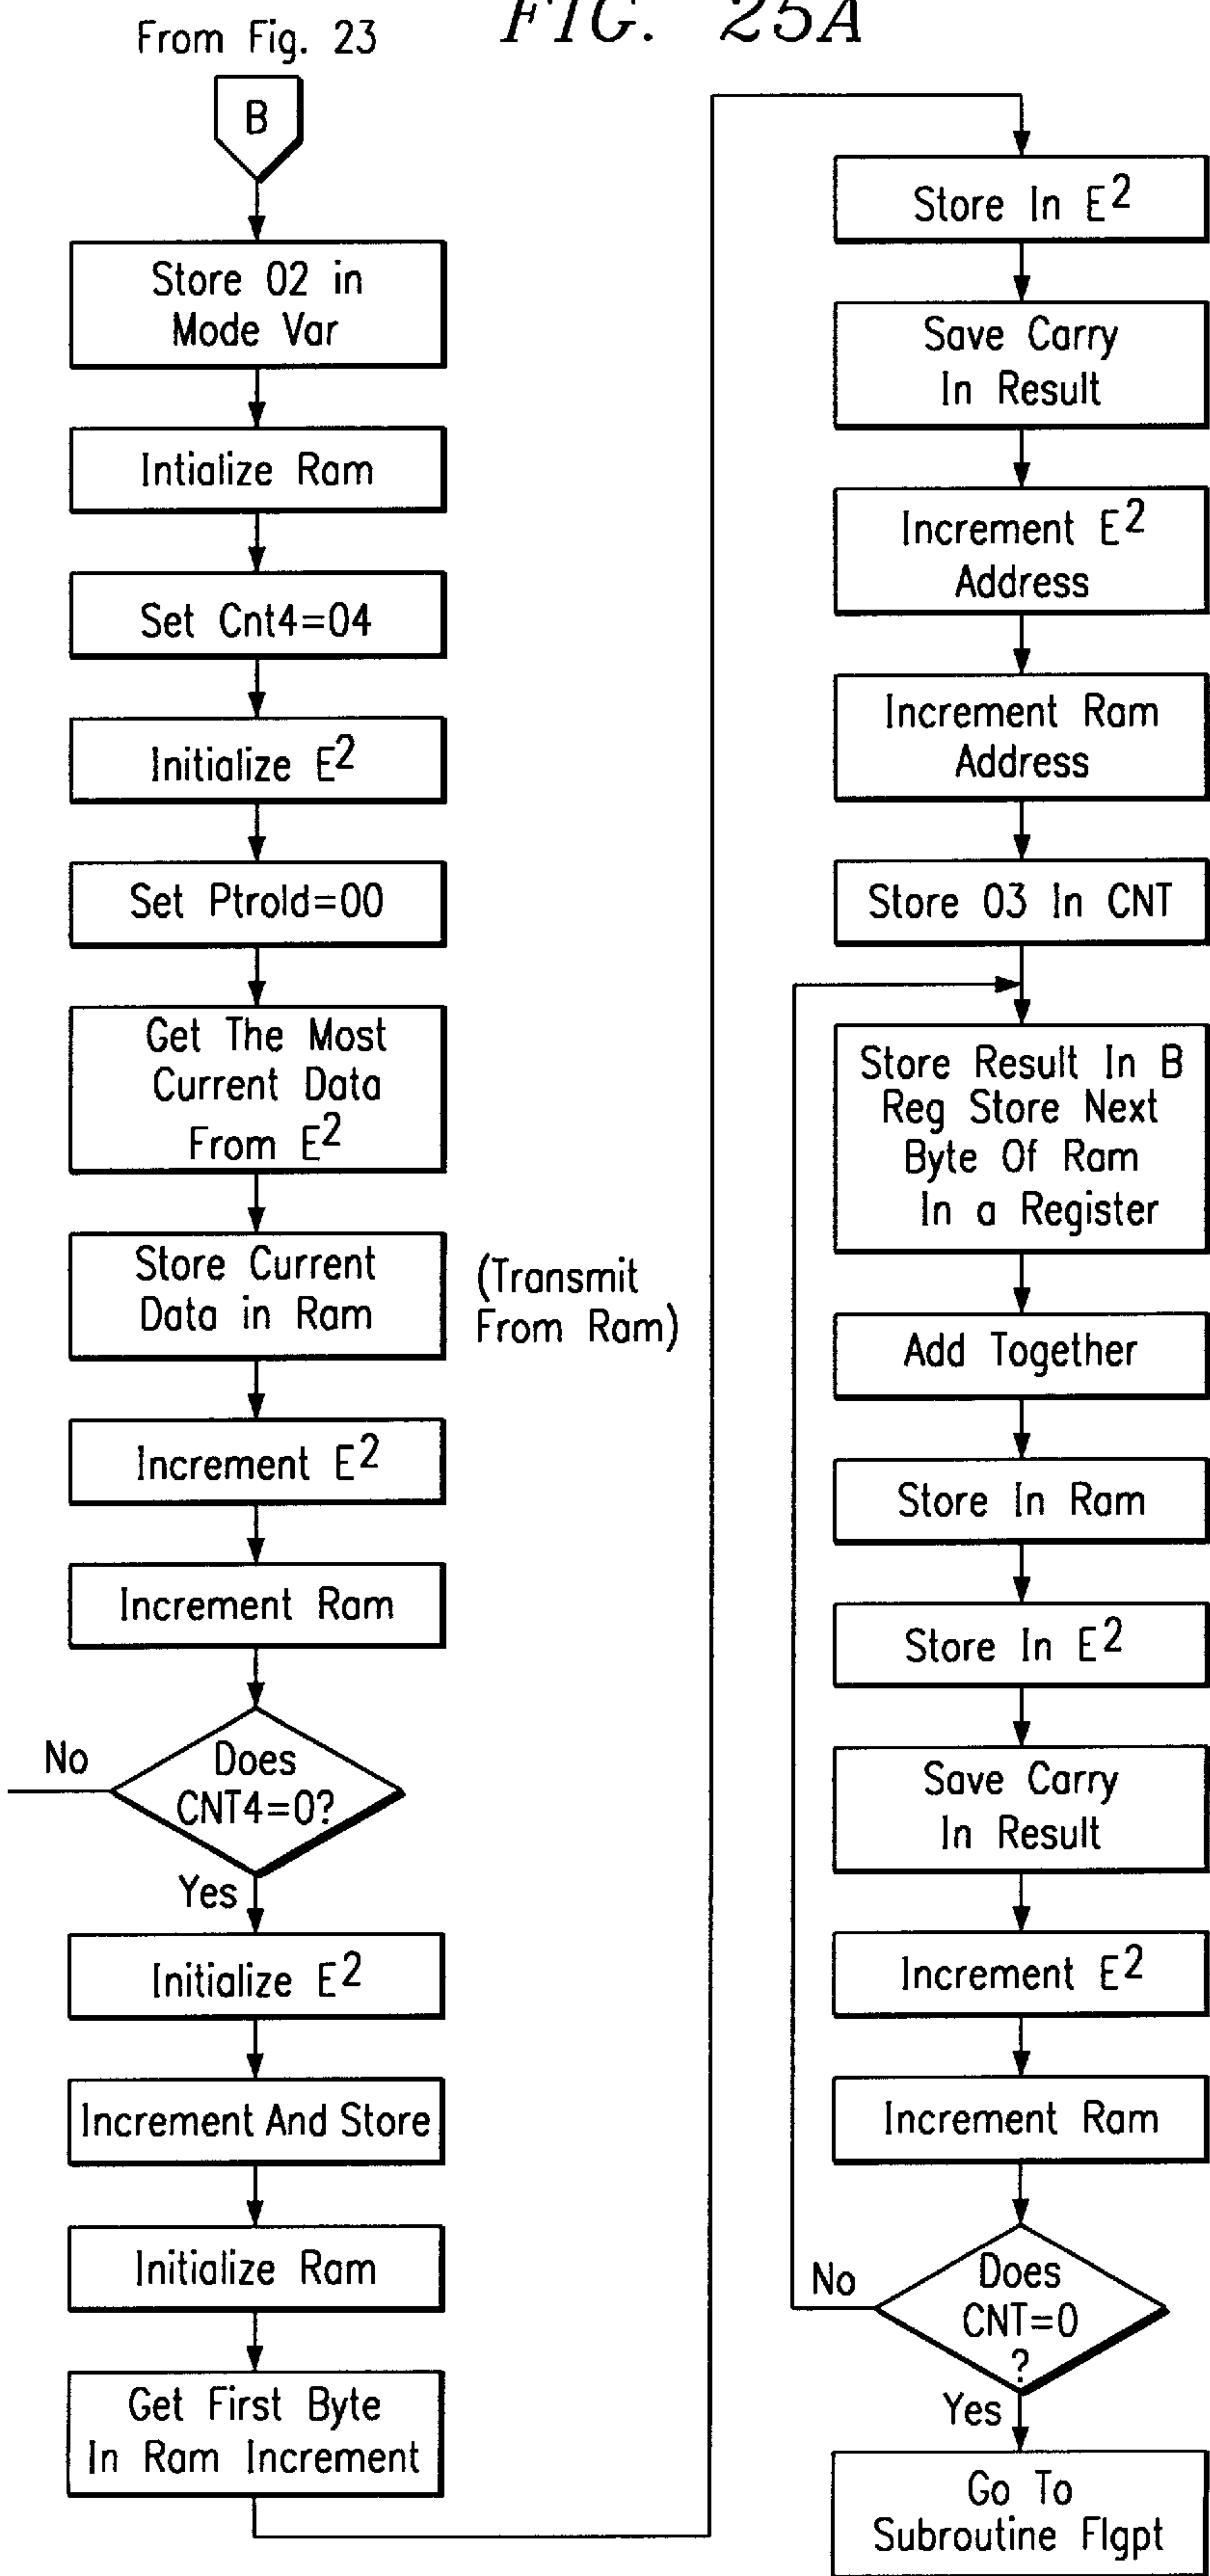 FIG. 25A
From Fig. 23
B
Store 02 in
Mode Var
Intialize Ram
Set Cnt4=04
Initialize E2
Set Ptrold=00
Get The Most
Current Data
From E2
Store Current
Data in Ram
(Transmit
From Ram)
Increment E2
Increment Ram
Does
CNT4=0?
No
Yes
Initialize E2
Increment And Store
Initialize Ram
Get First Byte
In Ram Increment
Store In E2
Save Carry
In Result
Increment E2
Address
Increment Ram
Address
Store 03 In CNT
Store Result In B
Reg Store Next
Byte Of Ram
In a Register
Add Together
Store In Ram
Store In E2
Save Carry
In Result
Increment E2
Increment Ram
Does
CNT=0
?
No
Yes
Go To
Subroutine Flgpt